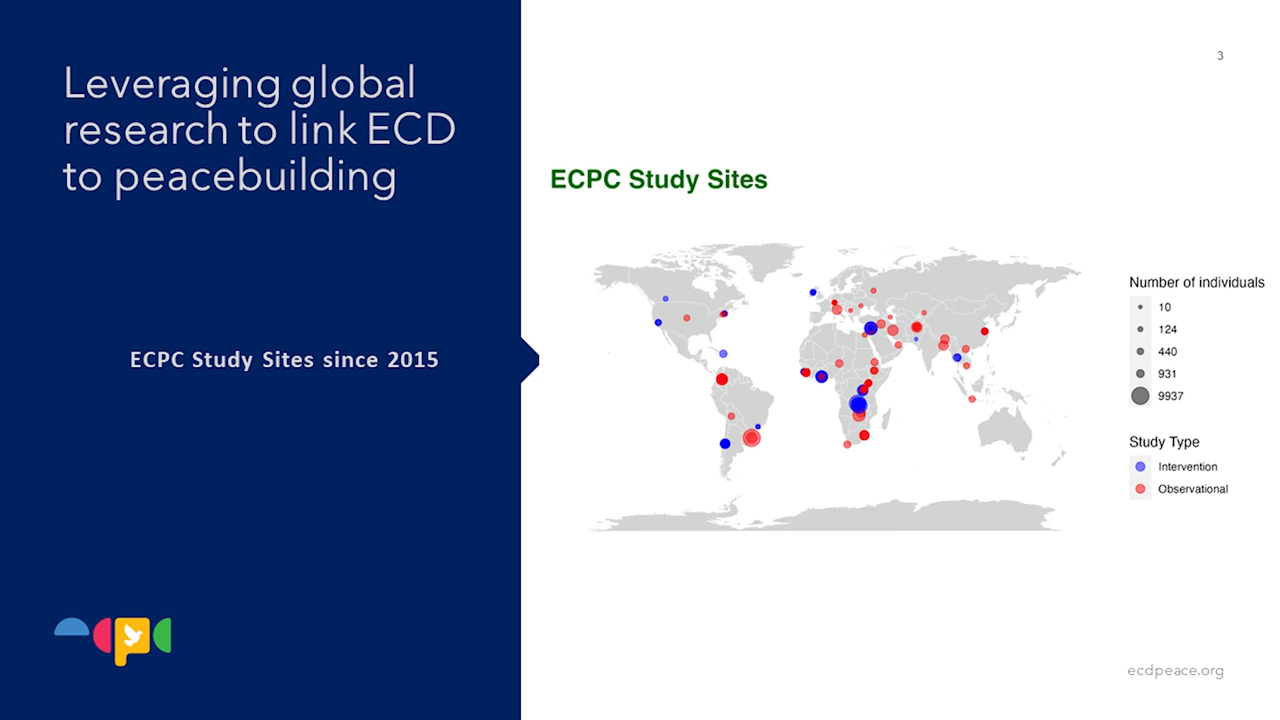 Leveraging global
research to link ECD
to peacebuilding
ECPC Study Sites since 2015
3
ECPC Study Sites
Number of individuals
10
124
440
931
9937
Study Type
Intervention
Observational
ecdpeace.org